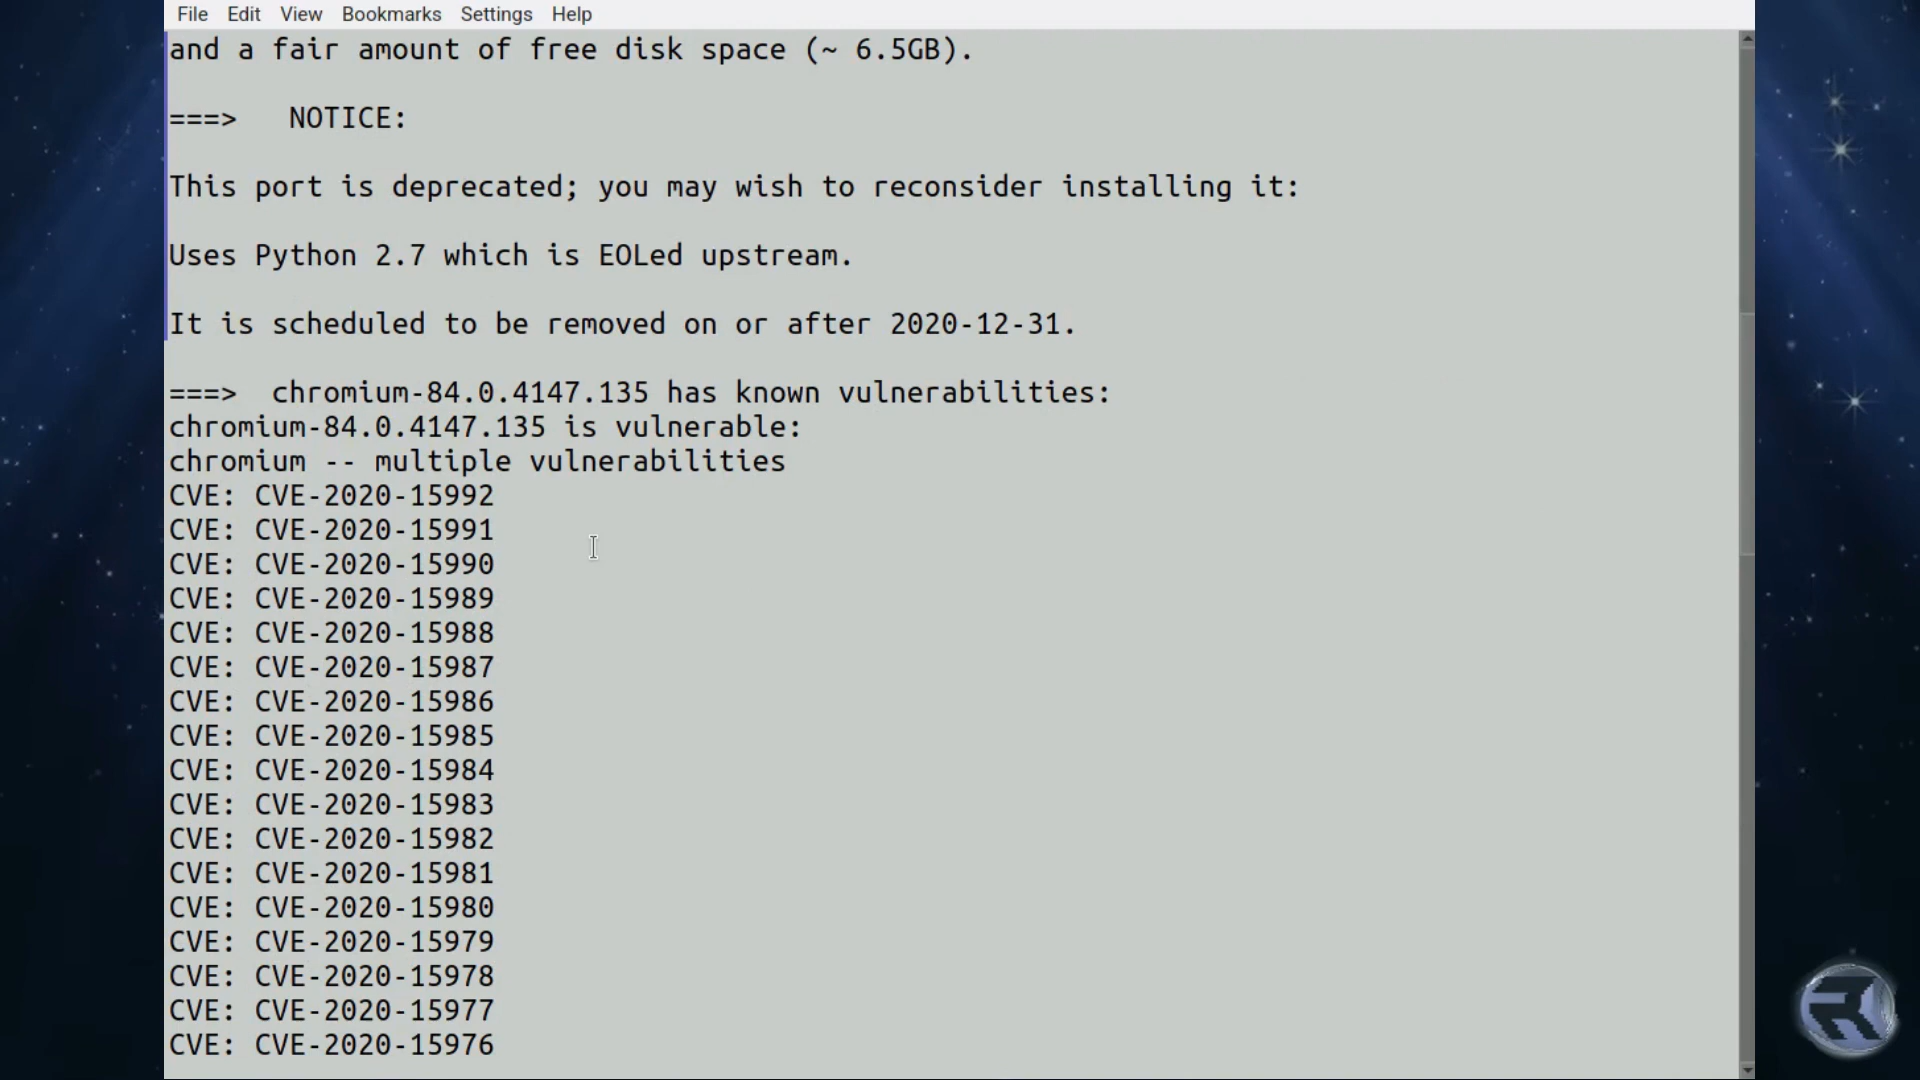 File Edit View Bookmarks Settings Help
and a fair amount of free disk space (~ 6.5GB).
===>   NOTICE:
This port is deprecated; you may wish to reconsider installing it:
Uses Python 2.7 which is EOLed upstream.
It is scheduled to be removed on or after 2020-12-31.
===>  chromium-84.0.4147.135 has known vulnerabilities:
chromium-84.0.4147.135 is vulnerable:
chromium -- multiple vulnerabilities
CVE: CVE-2020-15992
CVE: CVE-2020-15991
CVE: CVE-2020-15990
CVE: CVE-2020-15989
CVE: CVE-2020-15988
CVE: CVE-2020-15987
CVE: CVE-2020-15986
CVE: CVE-2020-15985
CVE: CVE-2020-15984
CVE: CVE-2020-15983
CVE: CVE-2020-15982
CVE: CVE-2020-15981
CVE: CVE-2020-15980
CVE: CVE-2020-15979
CVE: CVE-2020-15978
CVE: CVE-2020-15977
CVE: CVE-2020-15976